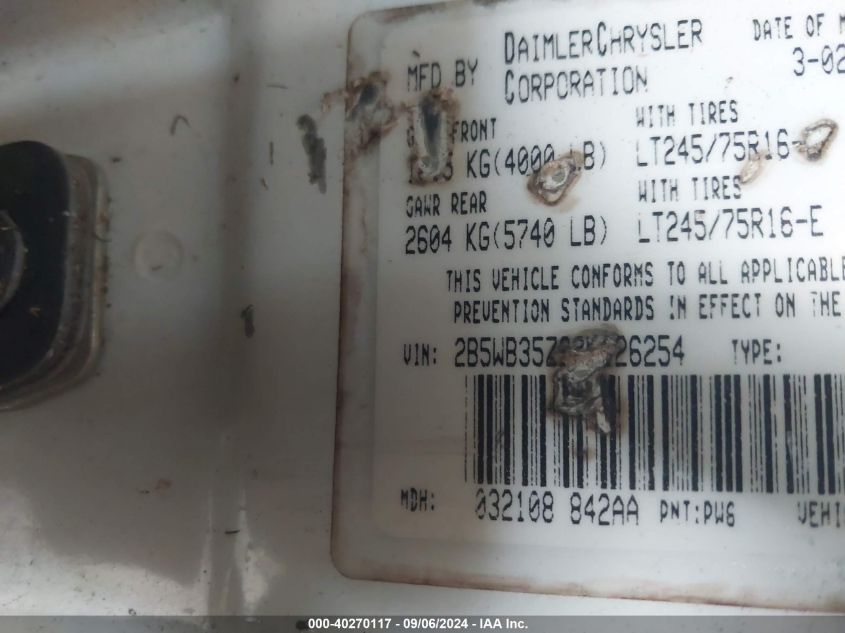 MFD BY DAIMLERCHRYSLER CORPORATION
DATE OF M
3-02
FRONT WITH TIRES
KG(4000 LB) LT245/75R16-
GAWR REAR WITH TIRES
2604 KG(5740 LB) LT245/75R16-E
THIS VEHICLE CONFORMS TO ALL APPLICABLE
PREVENTION STANDARDS IN EFFECT ON THE
VIN: TYPE:
MDH: 032108 842AA PNT:PW6 VEHI
000-40270117 - 09/06/2024 - IAA Inc.